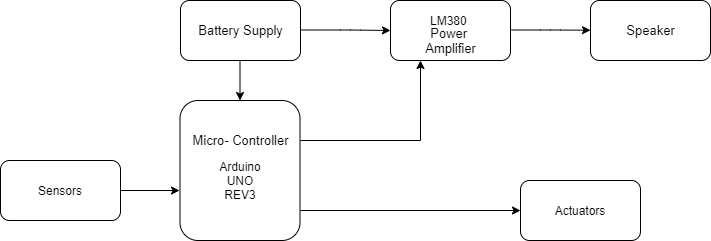 Battery Supply
LM380
Power
Amplifier
Speaker
Micro- Controller
Arduino
UNO
REV3
Sensors
Actuators